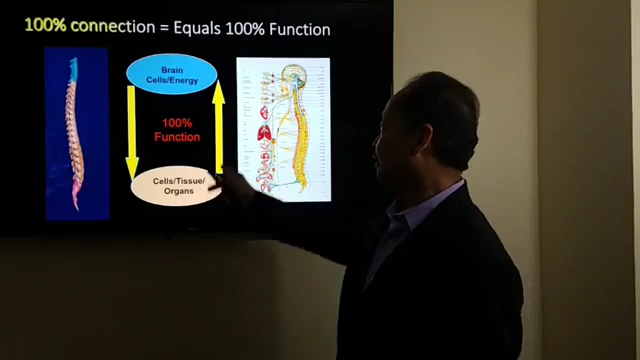 100% connection = Equals 100% Function
Brain
Cells/Energy
100%
Function
Cells/Tissue/
Organs